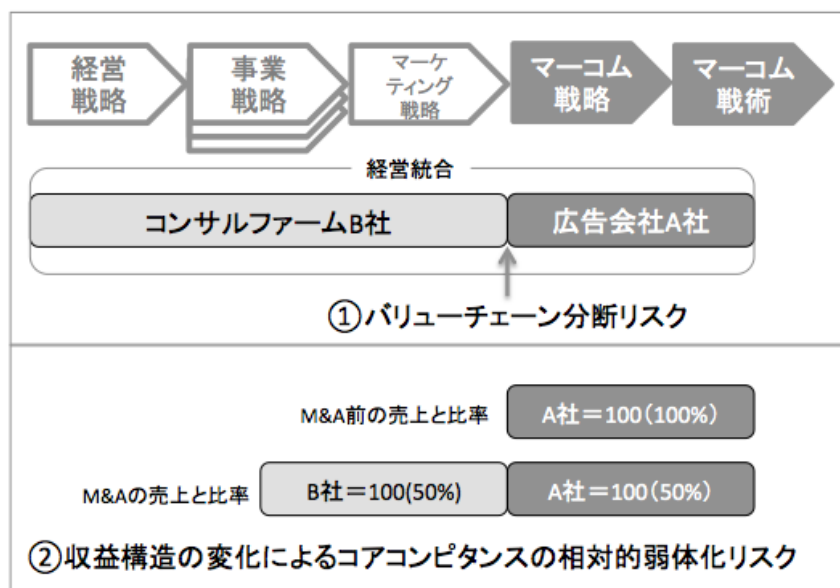 経営
戦略
事業
戦略
マーケ
ティング
戦略
マーコム
戦略
マーコム
戦術
経営統合
コンサルファームB社
広告会社A社
①バリューチェーン分断リスク
M&A前の売上と比率
A社＝100（100%）
M&Aの売上と比率
B社＝100(50%)
A社＝100（50%）
②収益構造の変化によるコアコンピタンスの相対的弱体化リスク